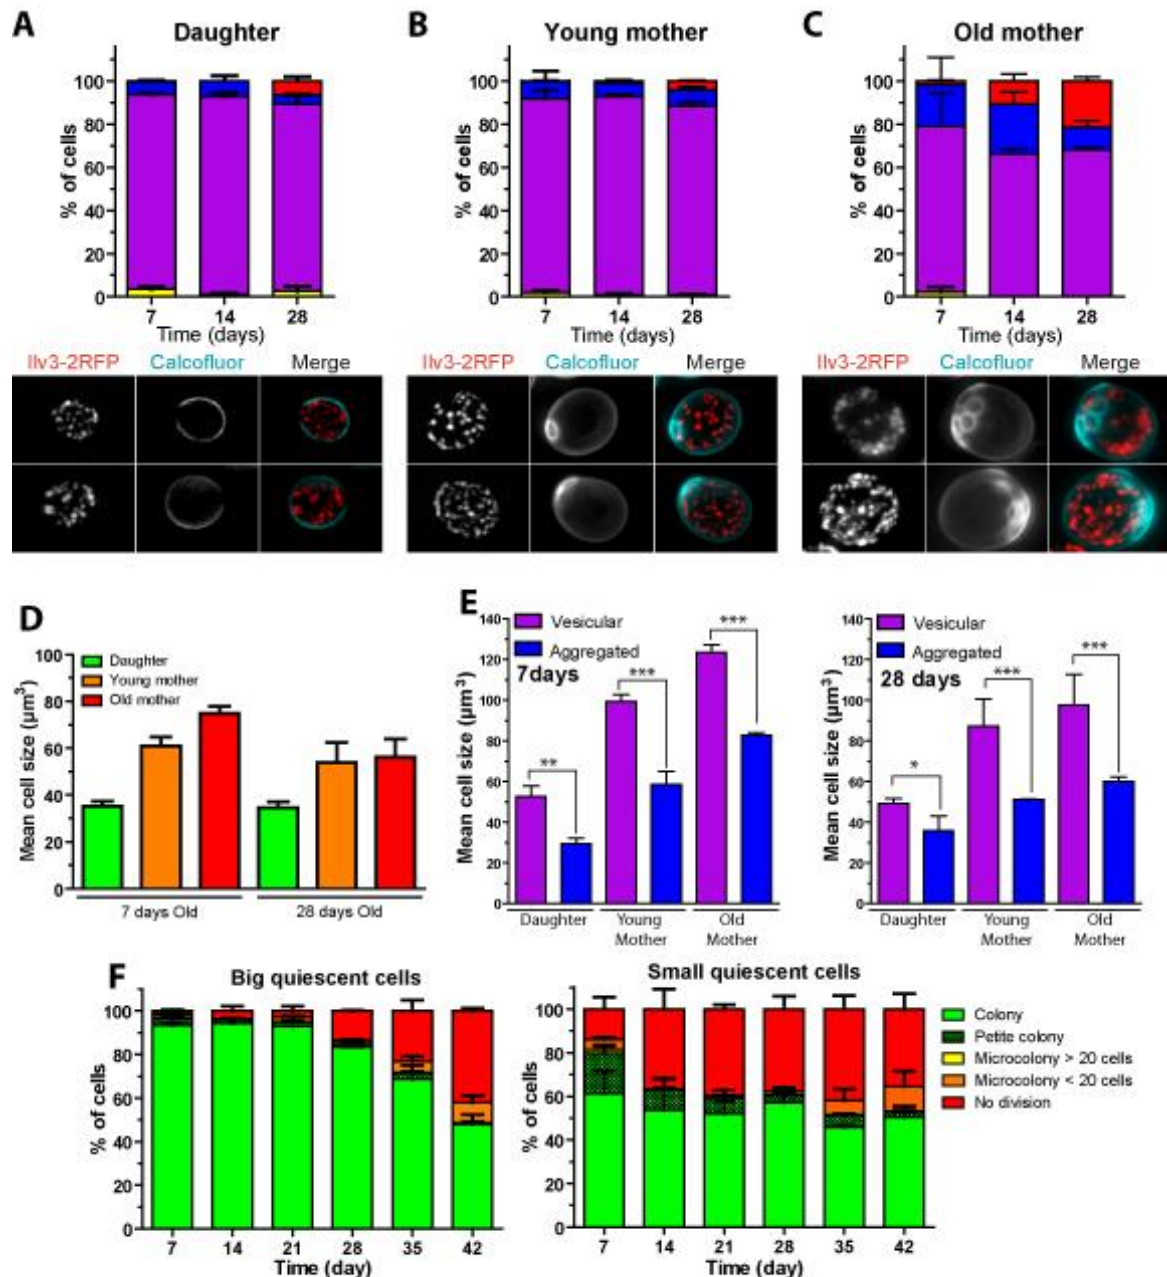 A
Daughter
% of cells
100
80
60
40
20
0
7 14 28
Time (days)
B
Young mother
% of cells
100
80
60
40
20
0
7 14 28
Time (days)
C
Old mother
% of cells
100
80
60
40
20
0
7 14 28
Time (days)
Ilv3-2RFP Calcofluor Merge
Ilv3-2RFP Calcofluor Merge
Ilv3-2RFP Calcofluor Merge
D
Mean cell size (µm³)
100
80
60
40
20
0
Daughter
Young mother
Old mother
7 days Old 28 days Old
E
Mean cell size (µm³)
140
120
100
80
60
40
20
0
Vesicular
Aggregated
7days
**
***
***
Daughter Young Old
Mother Mother
Mean cell size (µm³)
140
120
100
80
60
40
20
0
Vesicular
Aggregated
28 days
*
***
***
Daughter Young Old
Mother Mother
F
Big quiescent cells
% of cells
100
80
60
40
20
0
7 14 21 28 35 42
Time (day)
Small quiescent cells
% of cells
100
80
60
40
20
0
7 14 21 28 35 42
Time (day)
Colony
Petite colony
Microcolony > 20 cells
Microcolony < 20 cells
No division